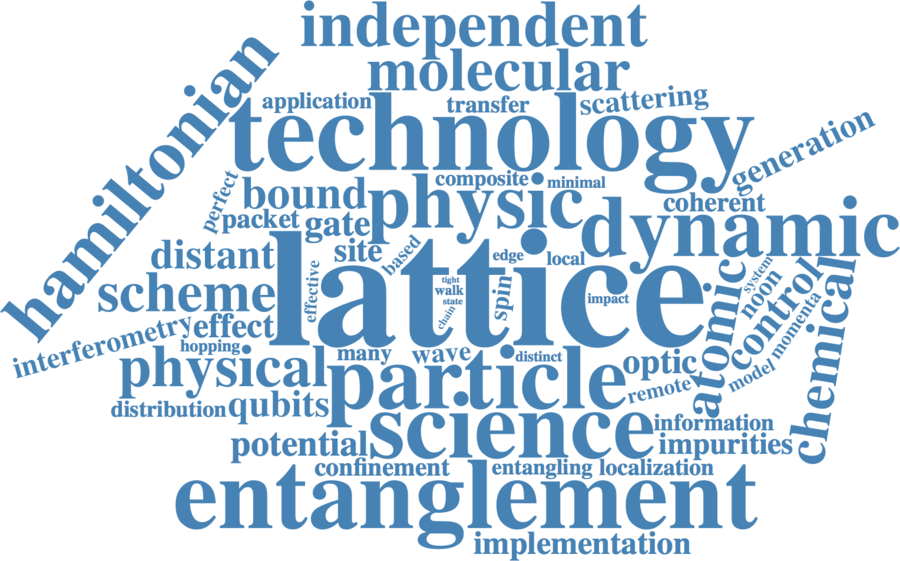 independent
molecular
hamiltonian
application
transfer
scattering
technology
generation
perfect
composite
minimal
bound
physic
coherent
packet
gate
dynamic
distant
site
based
edge
local
lattice
effective
tight
walk
state
chain
spin
impact
atomic
system
noon
control
momenta
chemical
scheme
interferometry
effect
hopping
many
wave
distinct
optic
model
physical
particle
remote
distribution
qubits
science
information
potential
impurities
confinement
entangling
localization
entanglement
implementation